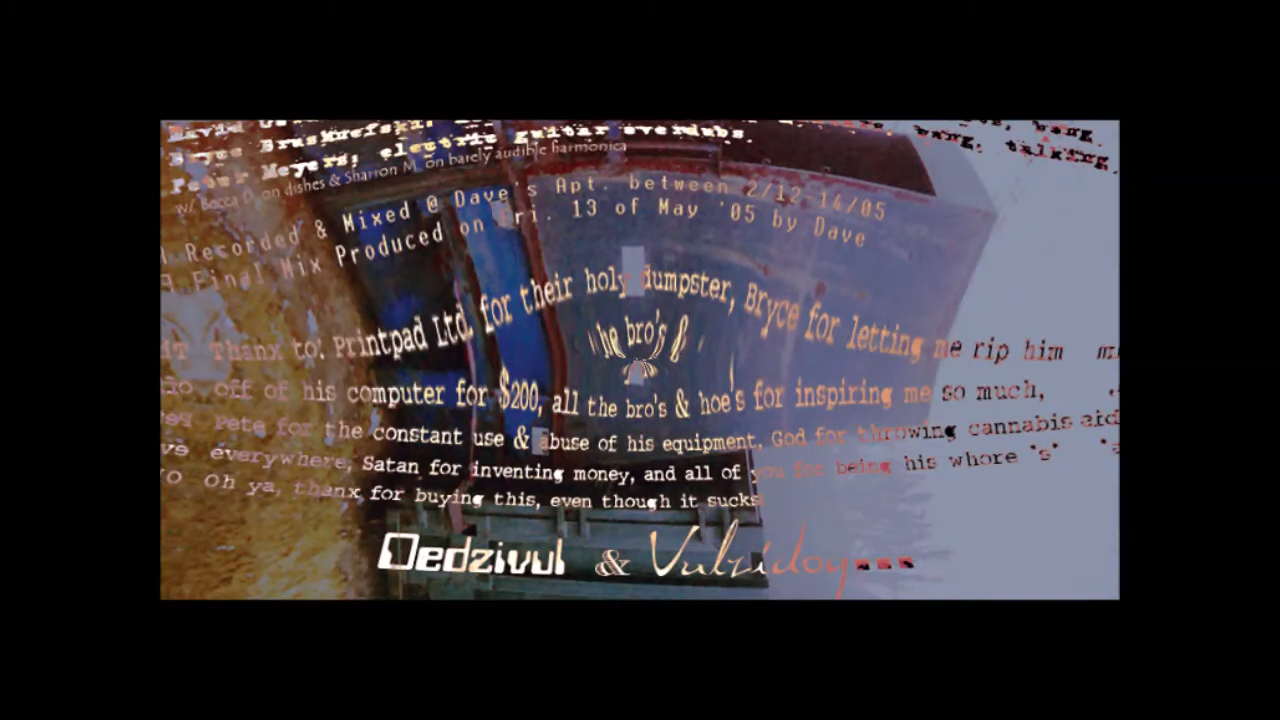 Peter Meyers; electric guitar overdubs. wang, talking
w/ Becca D. on dishes & Sharron M. on barely audible harmonica
Recorded & Mixed @ Dave's Apt. between 2/12-14/05
Final Mix Produced on Fri. 13 of May '05 by Dave
Thanx to: Printpad Ltd. for their holy dumpster, Bryce for letting me rip him
he bro's &
off of his computer for $200, all the bro's & hoe's for inspiring me so much,
Pete for the constant use & abuse of his equipment, God for throwing cannabis
everywhere, Satan for inventing money, and all of you for being his whore 's'
Oh ya, thanx for buying this, even though it sucks
Oedzivul & Vulzidoy...